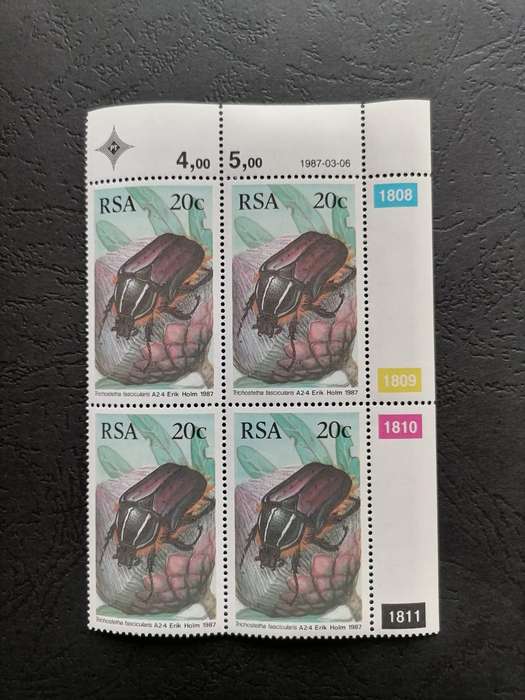 4,00 5,00 1987-03-06
RSA 20c RSA 20c 1808
1809
Trichostetha fascicularis A2·4 Erik Holm 1987 Trichostetha fascicularis A2·4 Erik Holm 1987
RSA 20c RSA 20c 1810
1811
Trichostetha fascicularis A2·4 Erik Holm 1987 Trichostetha fascicularis A2·4 Erik Holm 1987